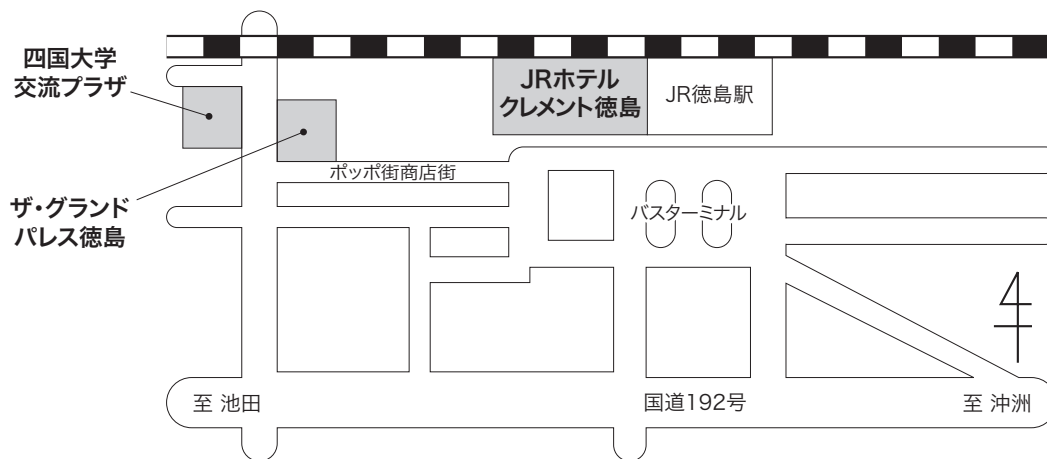 四国大学
交流プラザ
JRホテル
クレメント徳島
JR徳島駅
ポッポ街商店街
ザ・グランド
パレス徳島
バスターミナル
至 池田
国道192号
至 沖洲